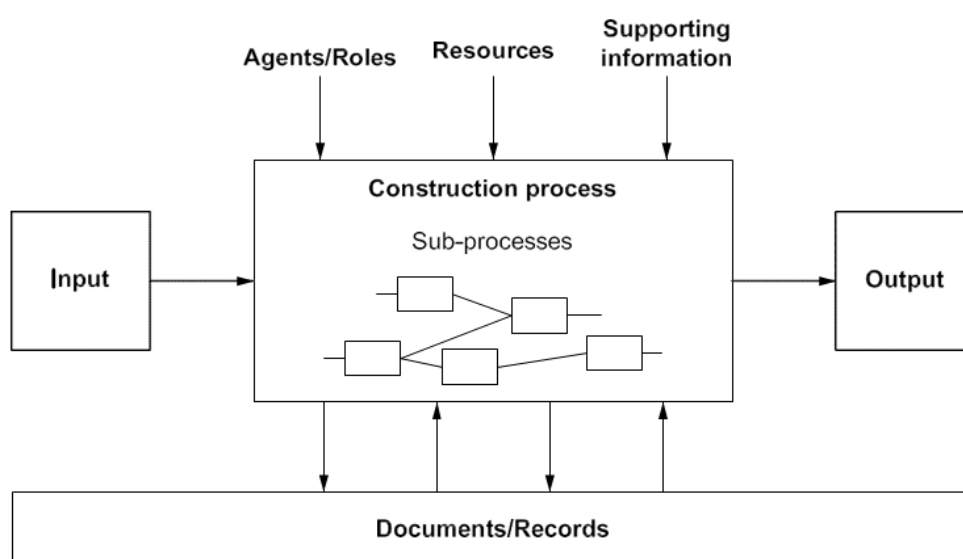 Agents/Roles
Resources
Supporting
information
Construction process
Sub-processes
Input
Output
Documents/Records